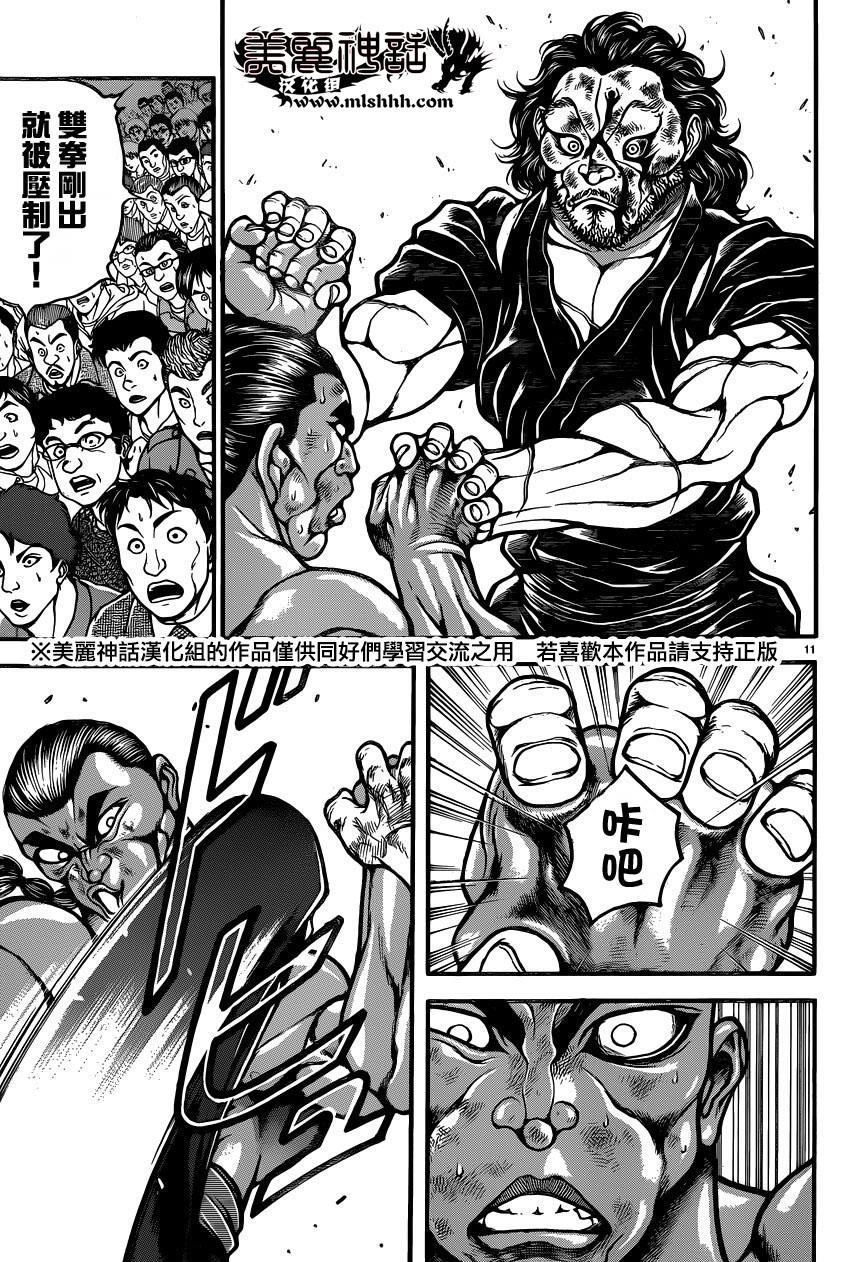 美麗神話
汉化组
www.mlshhh.com
雙拳剛出
就被壓制了！
※美麗神話漢化組的作品僅供同好們學習交流之用　若喜歡本作品請支持正版
11
咔吧